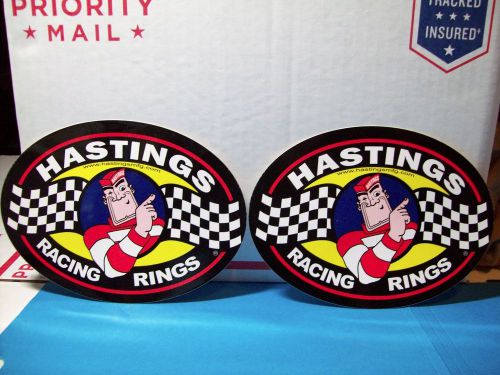 PRIORITY
★ MAIL ★
TRACKED
★ ★ ★
INSURED†
★
HASTINGS
www.hastingsmfg.com
RACING RINGS
®
HASTINGS
www.hastingsmfg.com
RACING RINGS
®